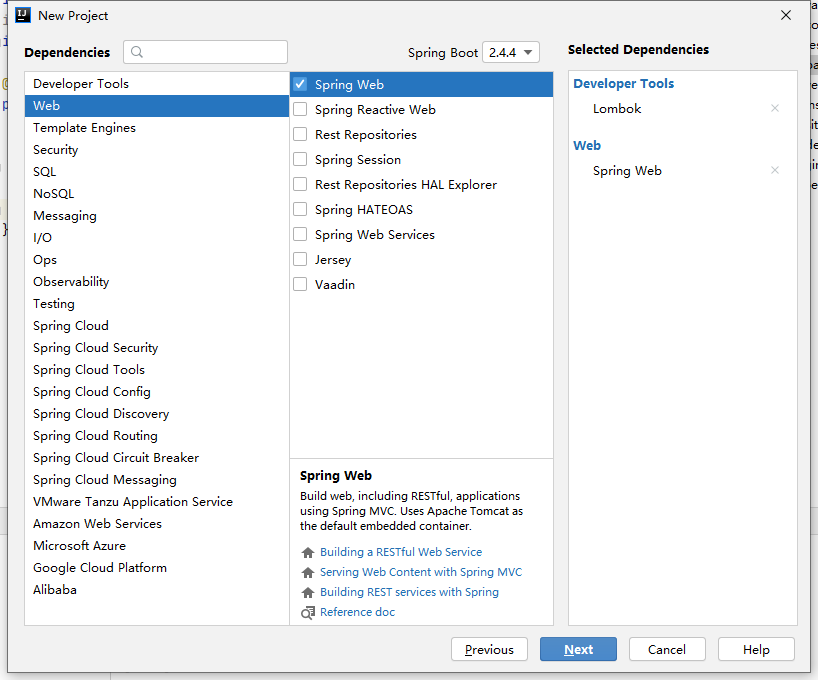 New Project
Dependencies
Spring Boot 2.4.4
Selected Dependencies
Developer Tools
Web
Template Engines
Security
SQL
NoSQL
Messaging
I/O
Ops
Observability
Testing
Spring Cloud
Spring Cloud Security
Spring Cloud Tools
Spring Cloud Config
Spring Cloud Discovery
Spring Cloud Routing
Spring Cloud Circuit Breaker
Spring Cloud Messaging
VMware Tanzu Application Service
Amazon Web Services
Microsoft Azure
Google Cloud Platform
Alibaba
Spring Web
Spring Reactive Web
Rest Repositories
Spring Session
Rest Repositories HAL Explorer
Spring HATEOAS
Spring Web Services
Jersey
Vaadin
Spring Web
Build web, including RESTful, applications
using Spring MVC. Uses Apache Tomcat as
the default embedded container.
Building a RESTful Web Service
Serving Web Content with Spring MVC
Building REST services with Spring
Reference doc
Developer Tools
Lombok
Web
Spring Web
Previous
Next
Cancel
Help